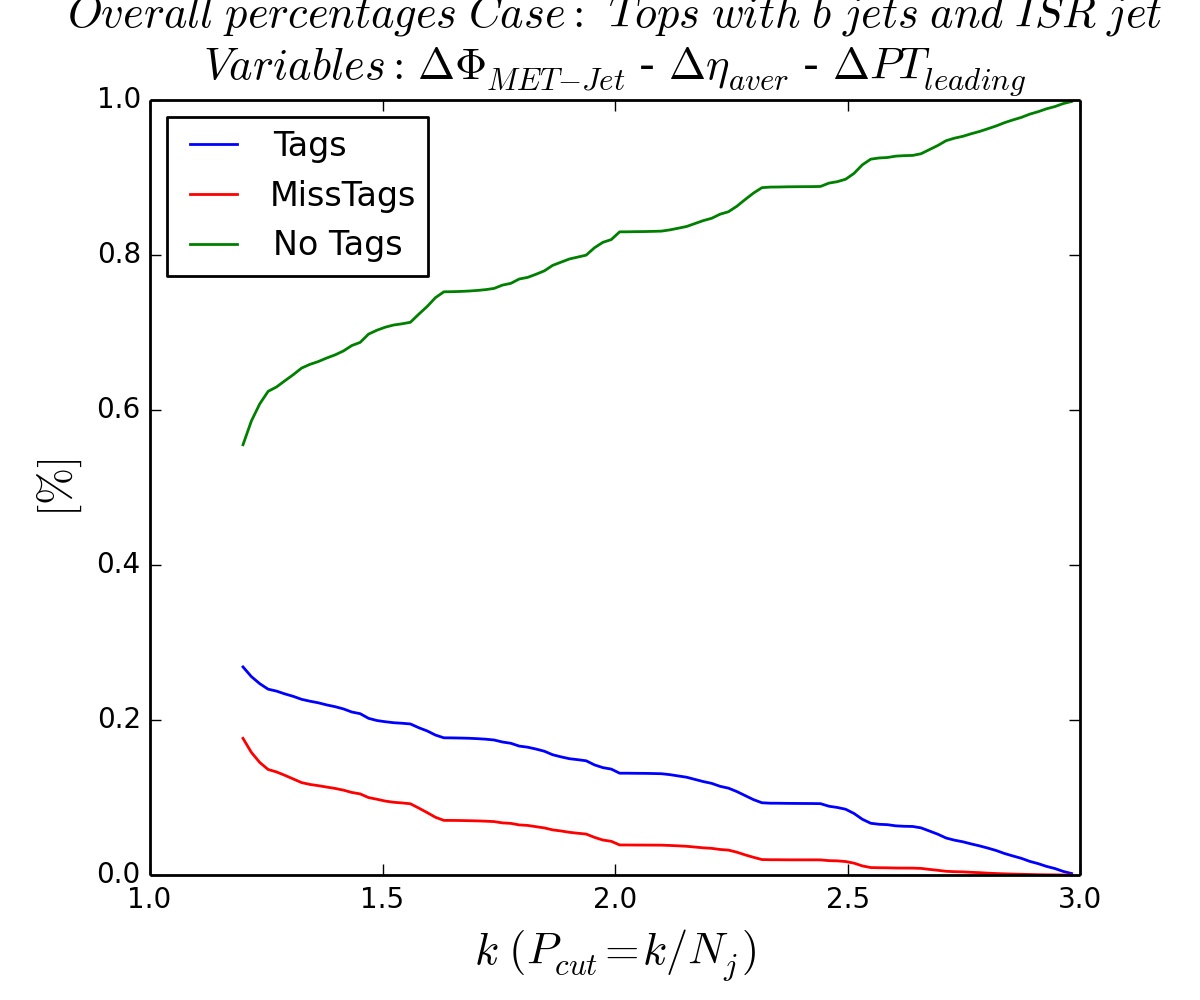 Overall percentages Case: Tops with b jets and ISR jet
Variables: ΔΦ_{MET−Jet} - Δη_{aver} - ΔPT_{leading}
1.0
Tags
MissTags
No Tags
0.8
0.6
[%]
0.4
0.2
0.0
1.0 1.5 2.0 2.5 3.0
k (P_{cut}=k/N_j)